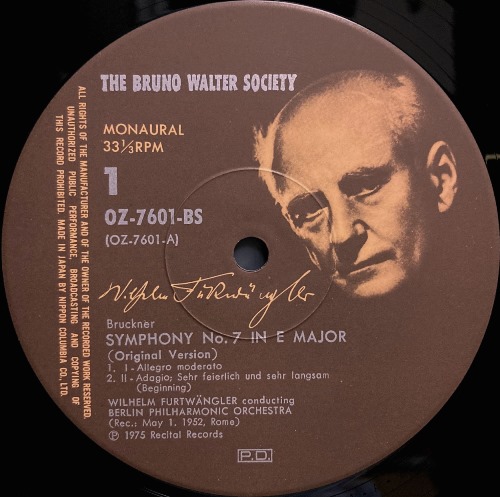 THE BRUNO WALTER SOCIETY
MONAURAL
33⅓RPM
1
OZ-7601-BS
(OZ-7601-A)
Wilhelm Furtwängler
Bruckner
SYMPHONY No. 7 IN E MAJOR
(Original Version)
1. I-Allegro moderato
2. II-Adagio; Sehr feierlich und sehr langsam
(Beginning)
WILHELM FURTWÄNGLER conducting
BERLIN PHILHARMONIC ORCHESTRA
(Rec.: May 1. 1952, Rome)
Ⓟ 1975 Recital Records
P.D.
ALL RIGHTS OF THE MANUFACTURER AND OF THE OWNER OF THE RECORDED WORK RESERVED.
UNAUTHORIZED PUBLIC PERFORMANCE, BROADCASTING AND COPYING OF
THIS RECORD PROHIBITED. MADE IN JAPAN BY NIPPON COLUMBIA CO., LTD.